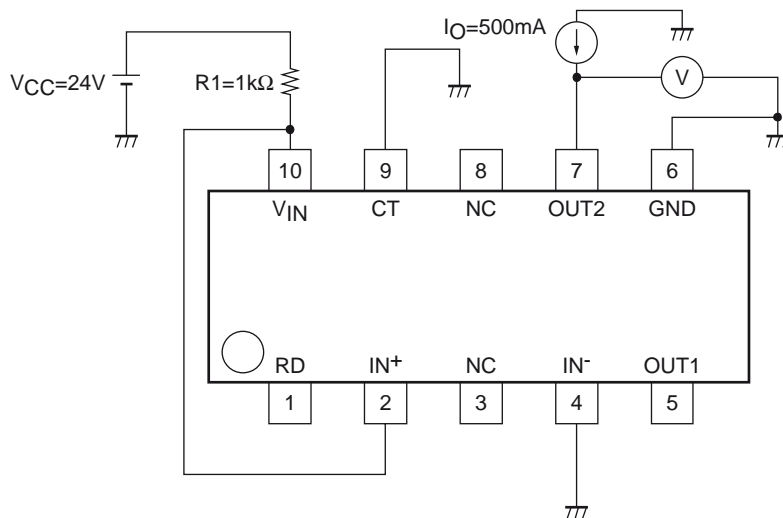 IO=500mA
VCC=24V
R1=1kΩ
V
10 9 8 7 6
VIN CT NC OUT2 GND
RD IN+ NC IN- OUT1
1 2 3 4 5